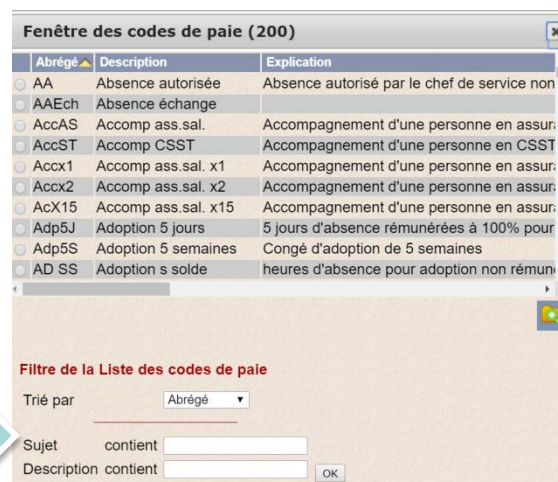 Fenêtre des codes de paie (200)
Abrégé Description Explication
AA Absence autorisée Absence autorisé par le chef de service non
AAEch Absence échange
AccAS Accomp ass.sal. Accompagnement d'une personne en assur
AccST Accomp CSST Accompagnement d'une personne en CSST
Accx1 Accomp ass.sal. x1 Accompagnement d'une personne en assur
Accx2 Accomp ass.sal. x2 Accompagnement d'une personne en assur
AcX15 Accomp ass.sal. x15 Accompagnement d'une personne en assur
Adp5J Adoption 5 jours 5 jours d'absence rémunérées à 100% pour
Adp5S Adoption 5 semaines Congé d'adoption de 5 semaines
AD SS Adoption s solde heures d'absence pour adoption non rémun
Filtre de la Liste des codes de paie
Trié par Abrégé
Sujet contient
Description contient OK